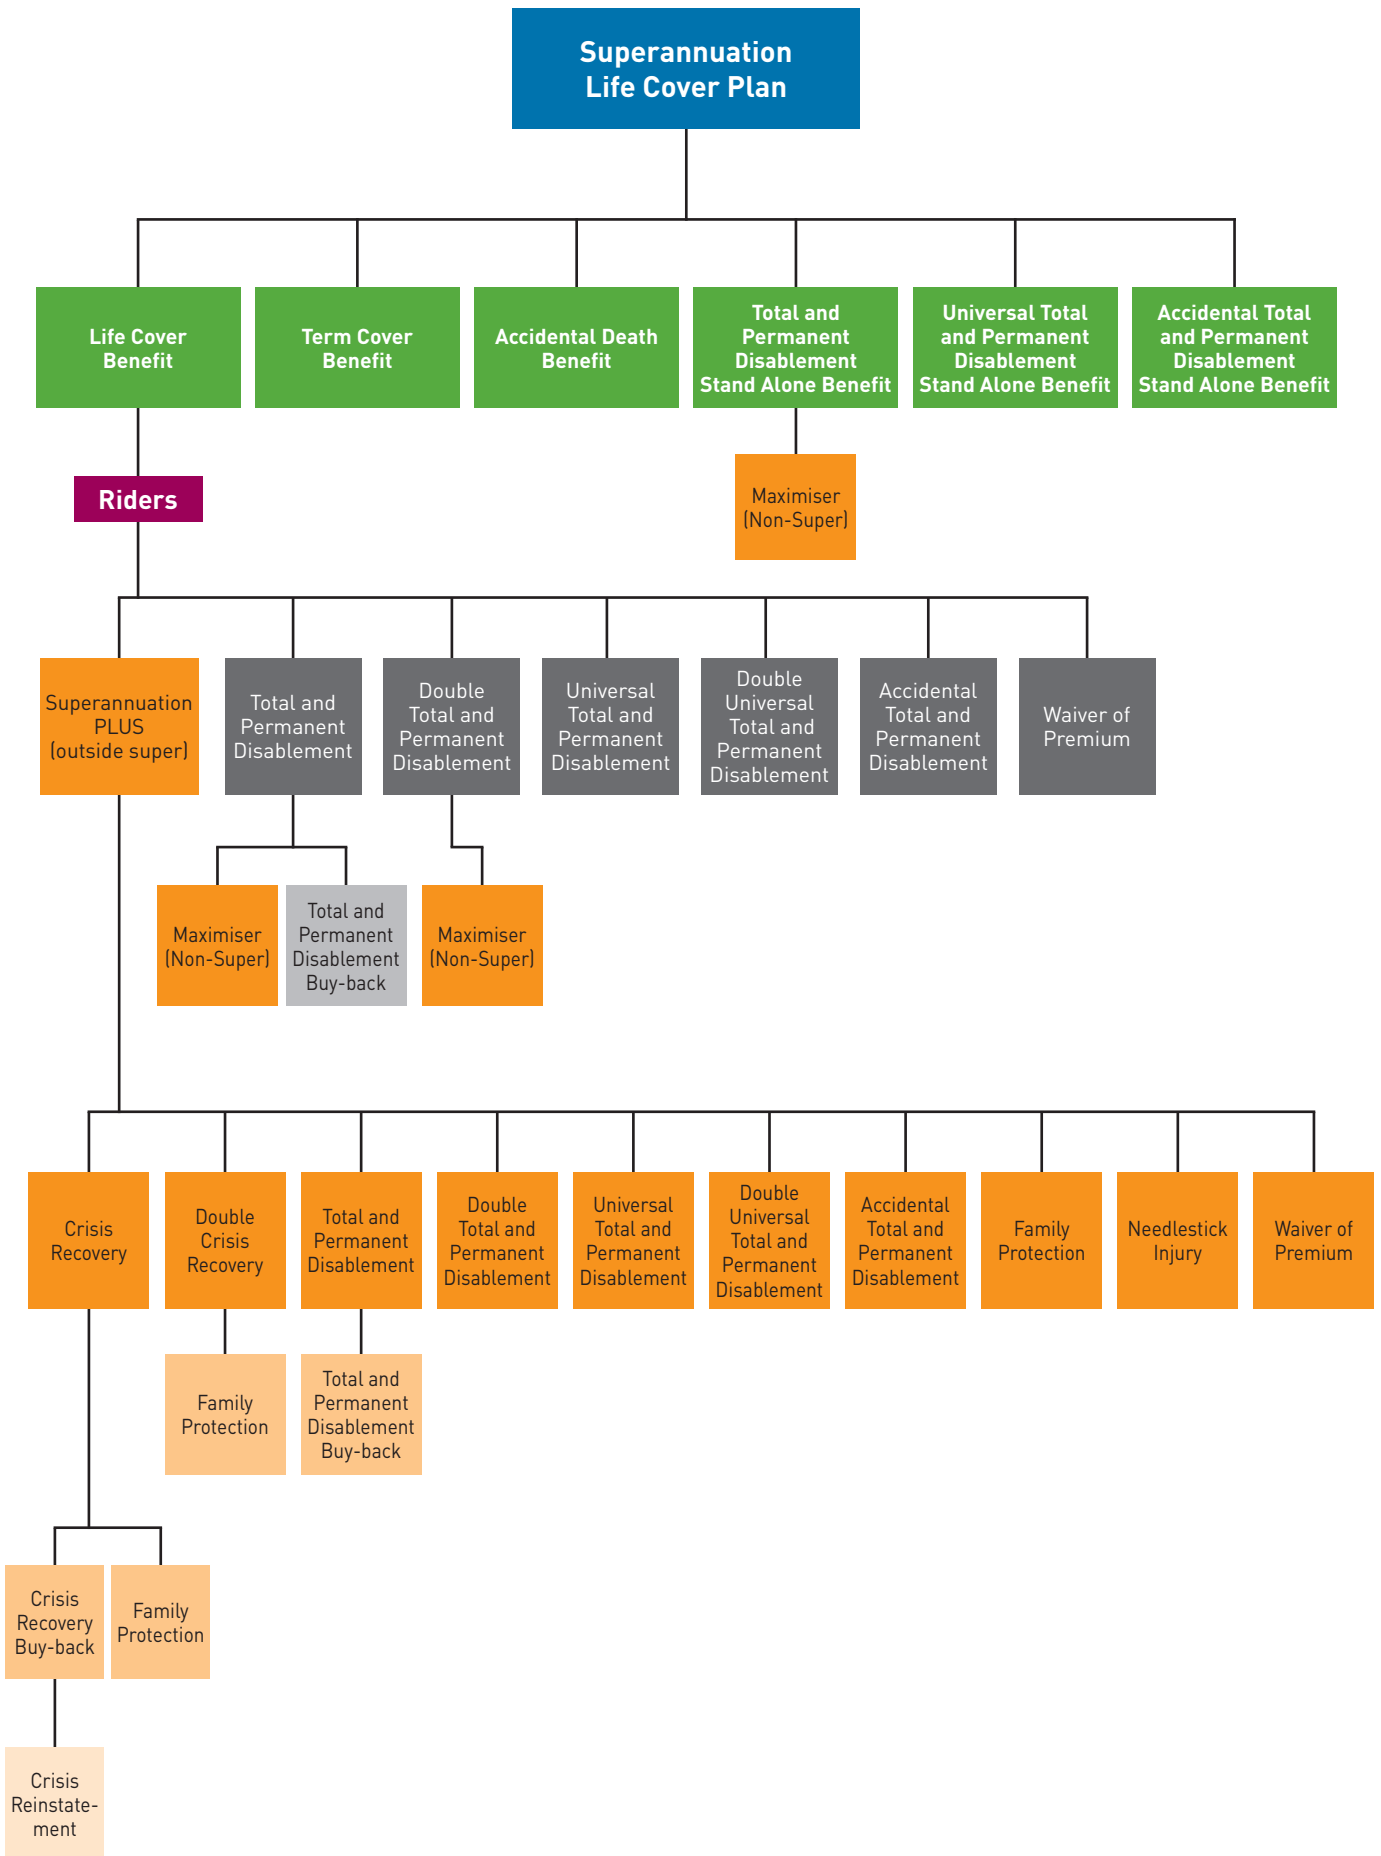 Superannuation
Life Cover Plan
Life Cover
Benefit
Term Cover
Benefit
Accidental Death
Benefit
Total and
Permanent
Disablement
Stand Alone Benefit
Universal Total
and Permanent
Disablement
Stand Alone Benefit
Accidental Total
and Permanent
Disablement
Stand Alone Benefit
Riders
Maximiser
(Non-Super)
Superannuation
PLUS
(outside super)
Total and
Permanent
Disablement
Double
Total and
Permanent
Disablement
Universal
Total and
Permanent
Disablement
Double
Universal
Total and
Permanent
Disablement
Accidental
Total and
Permanent
Disablement
Waiver of
Premium
Maximiser
(Non-Super)
Total and
Permanent
Disablement
Buy-back
Maximiser
(Non-Super)
Crisis
Recovery
Double
Crisis
Recovery
Total and
Permanent
Disablement
Double
Total and
Permanent
Disablement
Universal
Total and
Permanent
Disablement
Double
Universal
Total and
Permanent
Disablement
Accidental
Total and
Permanent
Disablement
Family
Protection
Needlestick
Injury
Waiver of
Premium
Family
Protection
Total and
Permanent
Disablement
Buy-back
Crisis
Recovery
Buy-back
Family
Protection
Crisis
Reinstate-
ment